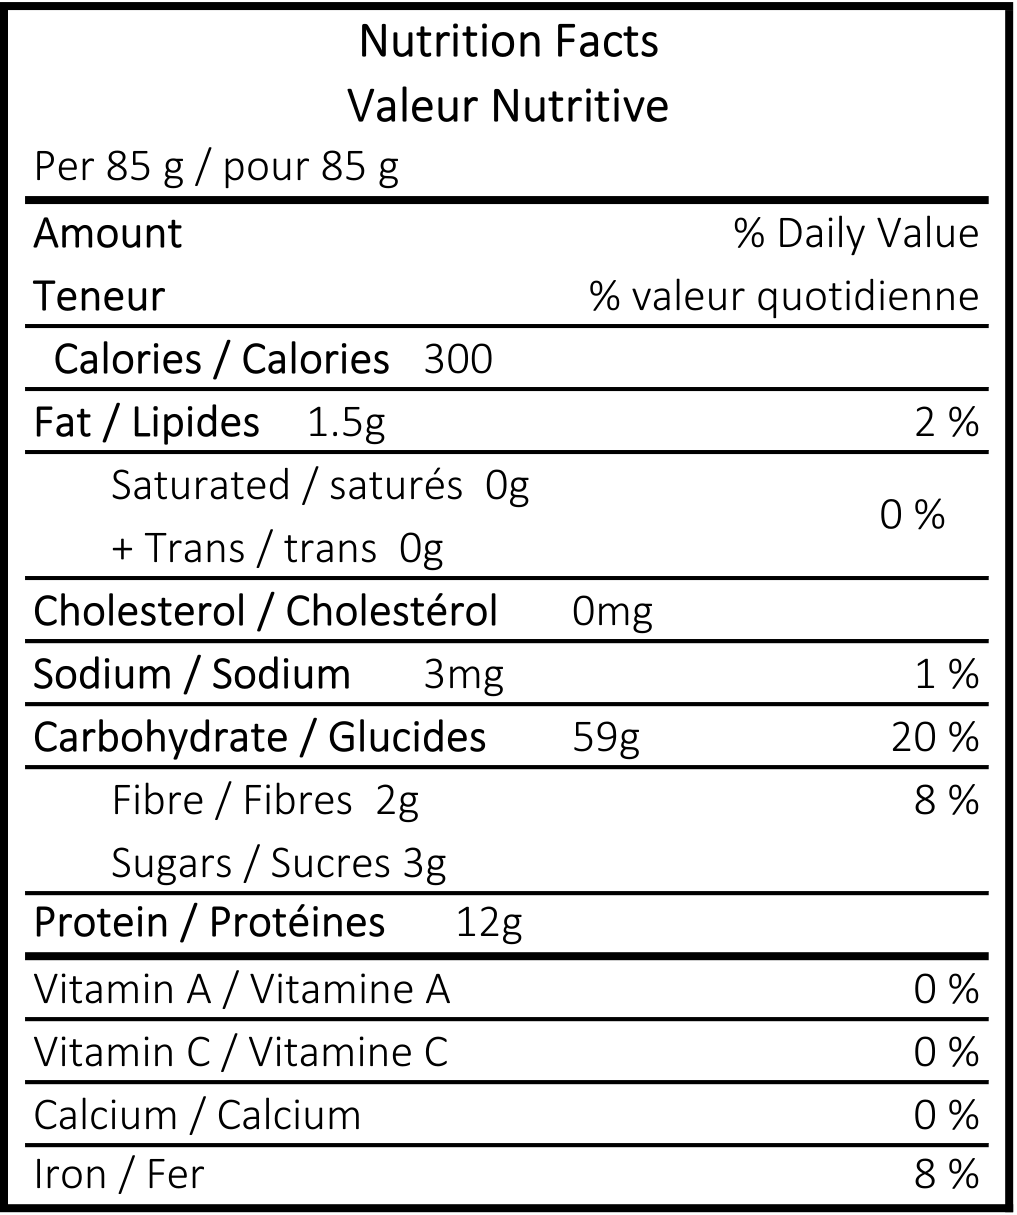 Nutrition Facts
Valeur Nutritive
Per 85 g / pour 85 g
Amount % Daily Value
Teneur % valeur quotidienne
Calories / Calories 300
Fat / Lipides 1.5g 2 %
Saturated / saturés 0g
0 %
+ Trans / trans 0g
Cholesterol / Cholestérol 0mg
Sodium / Sodium 3mg 1 %
Carbohydrate / Glucides 59g 20 %
Fibre / Fibres 2g 8 %
Sugars / Sucres 3g
Protein / Protéines 12g
Vitamin A / Vitamine A 0 %
Vitamin C / Vitamine C 0 %
Calcium / Calcium 0 %
Iron / Fer 8 %